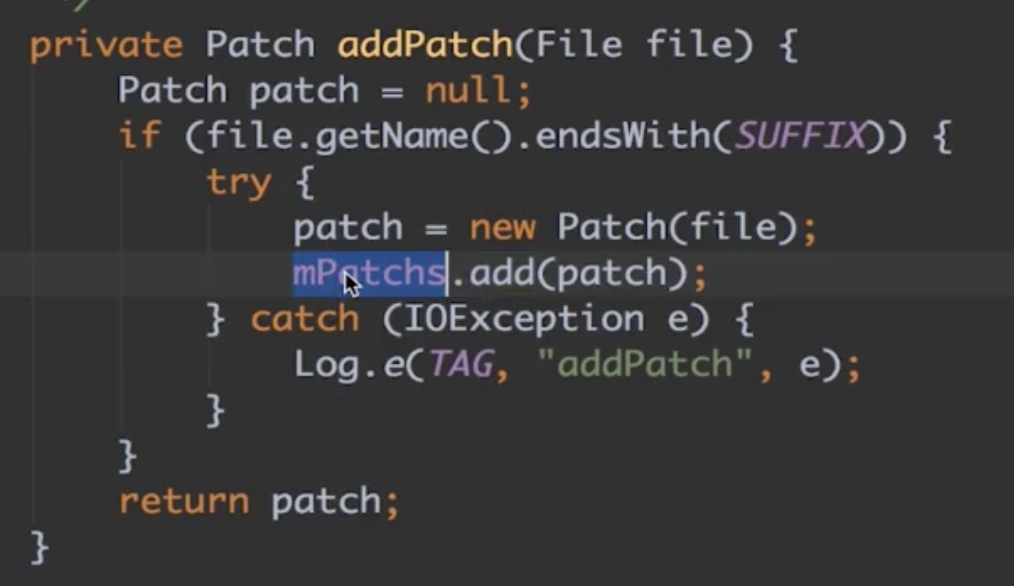 */
private Patch addPatch(File file) {
    Patch patch = null;
    if (file.getName().endsWith(SUFFIX)) {
        try {
            patch = new Patch(file);
            mPatchs.add(patch);
        } catch (IOException e) {
            Log.e(TAG, "addPatch", e);
        }
    }
    return patch;
}